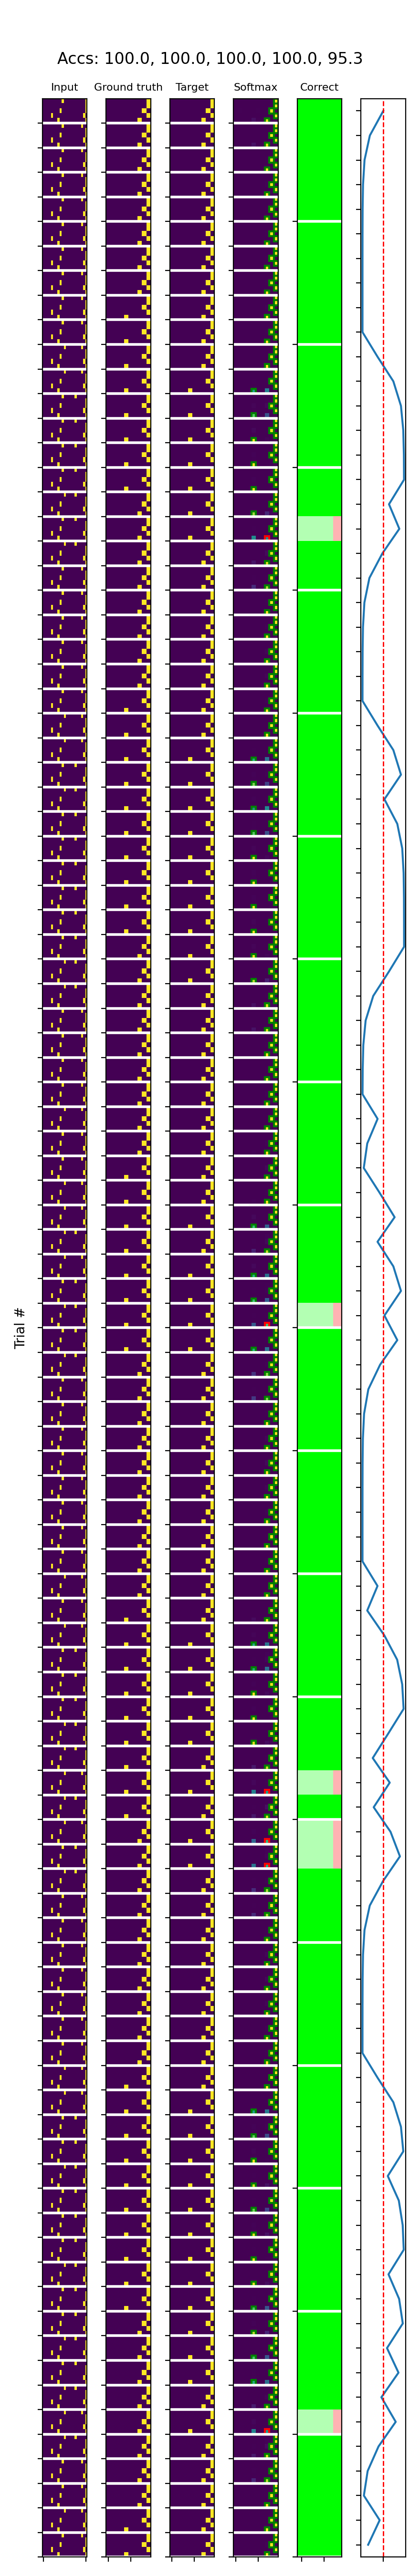 Accs: 100.0, 100.0, 100.0, 100.0, 95.3
Input Ground truth Target Softmax Correct
Trial #